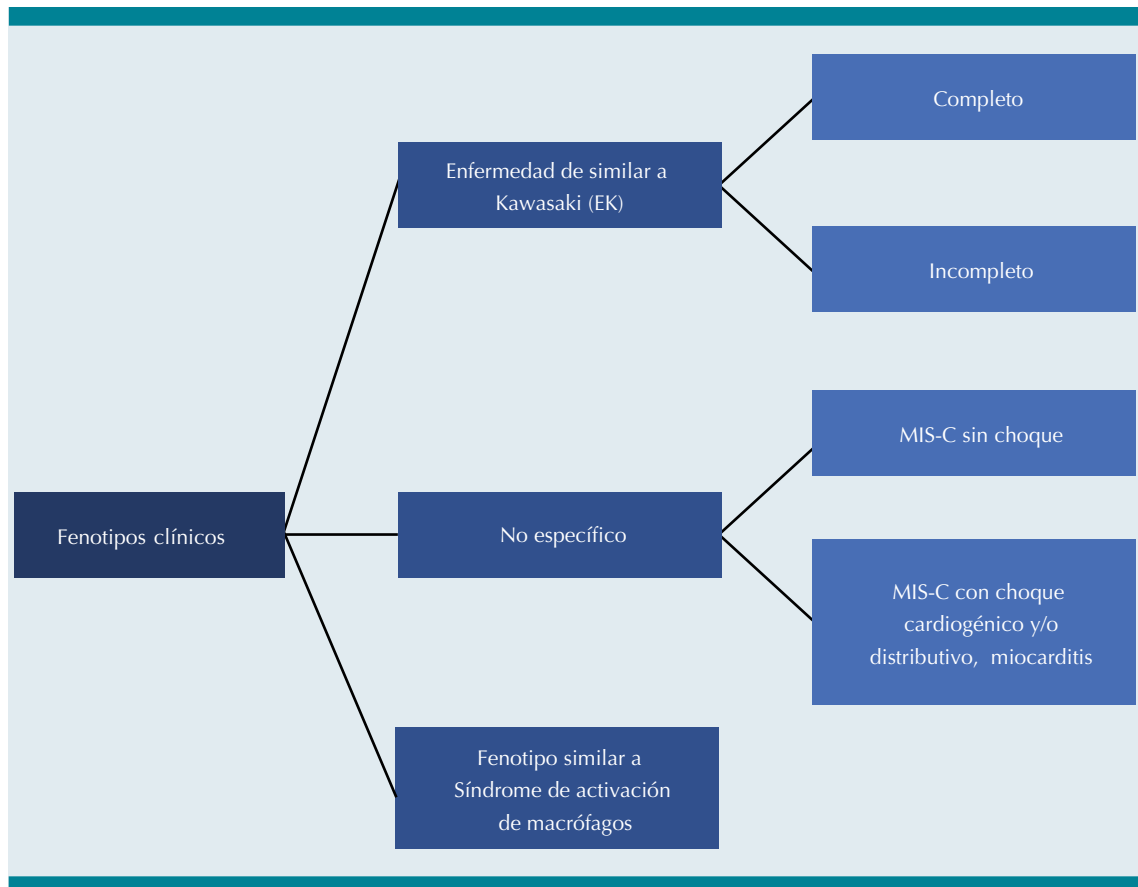 Fenotipos clínicos
Enfermedad de similar a
Kawasaki (EK)
Completo
Incompleto
No específico
MIS-C sin choque
MIS-C con choque
cardiogénico y/o
distributivo, miocarditis
Fenotipo similar a
Síndrome de activación
de macrófagos